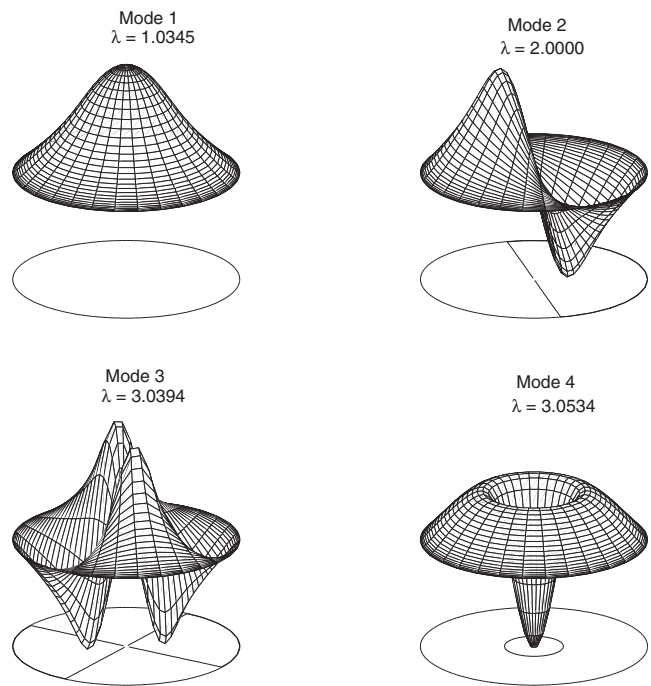 Mode 1
λ = 1.0345
Mode 2
λ = 2.0000
Mode 3
λ = 3.0394
Mode 4
λ = 3.0534